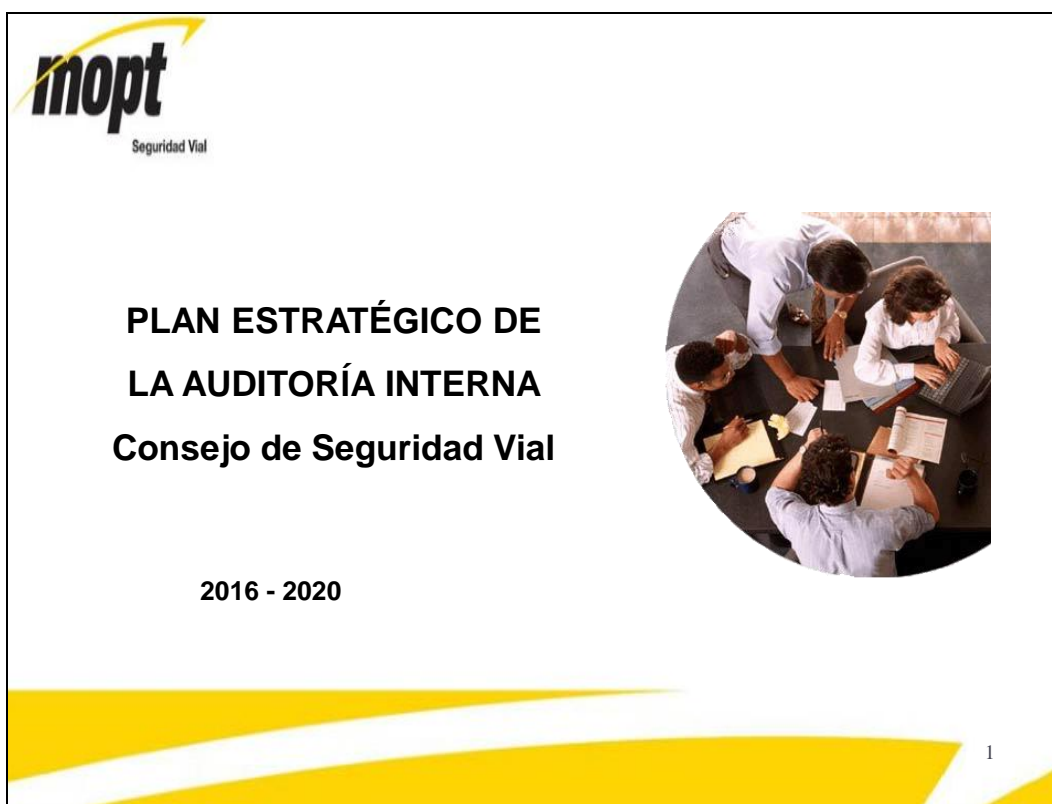 mopt
Seguridad Vial
PLAN ESTRATÉGICO DE
LA AUDITORÍA INTERNA
Consejo de Seguridad Vial
2016 - 2020
1